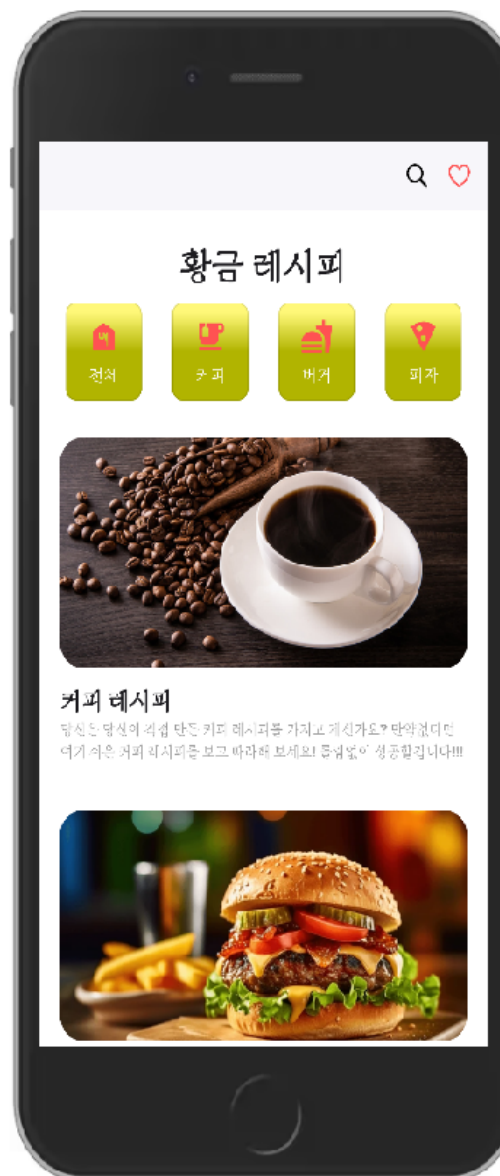 황금 레시피
전체
커피
버거
피자
커피 레시피
당신은 당신이 직접 만든 커피 레시피를 가지고 계신가요? 만약없다면
여기 쉬운 커피 레시피를 보고 따라해 보세요! 틀림없이 성공할겁니다!!!